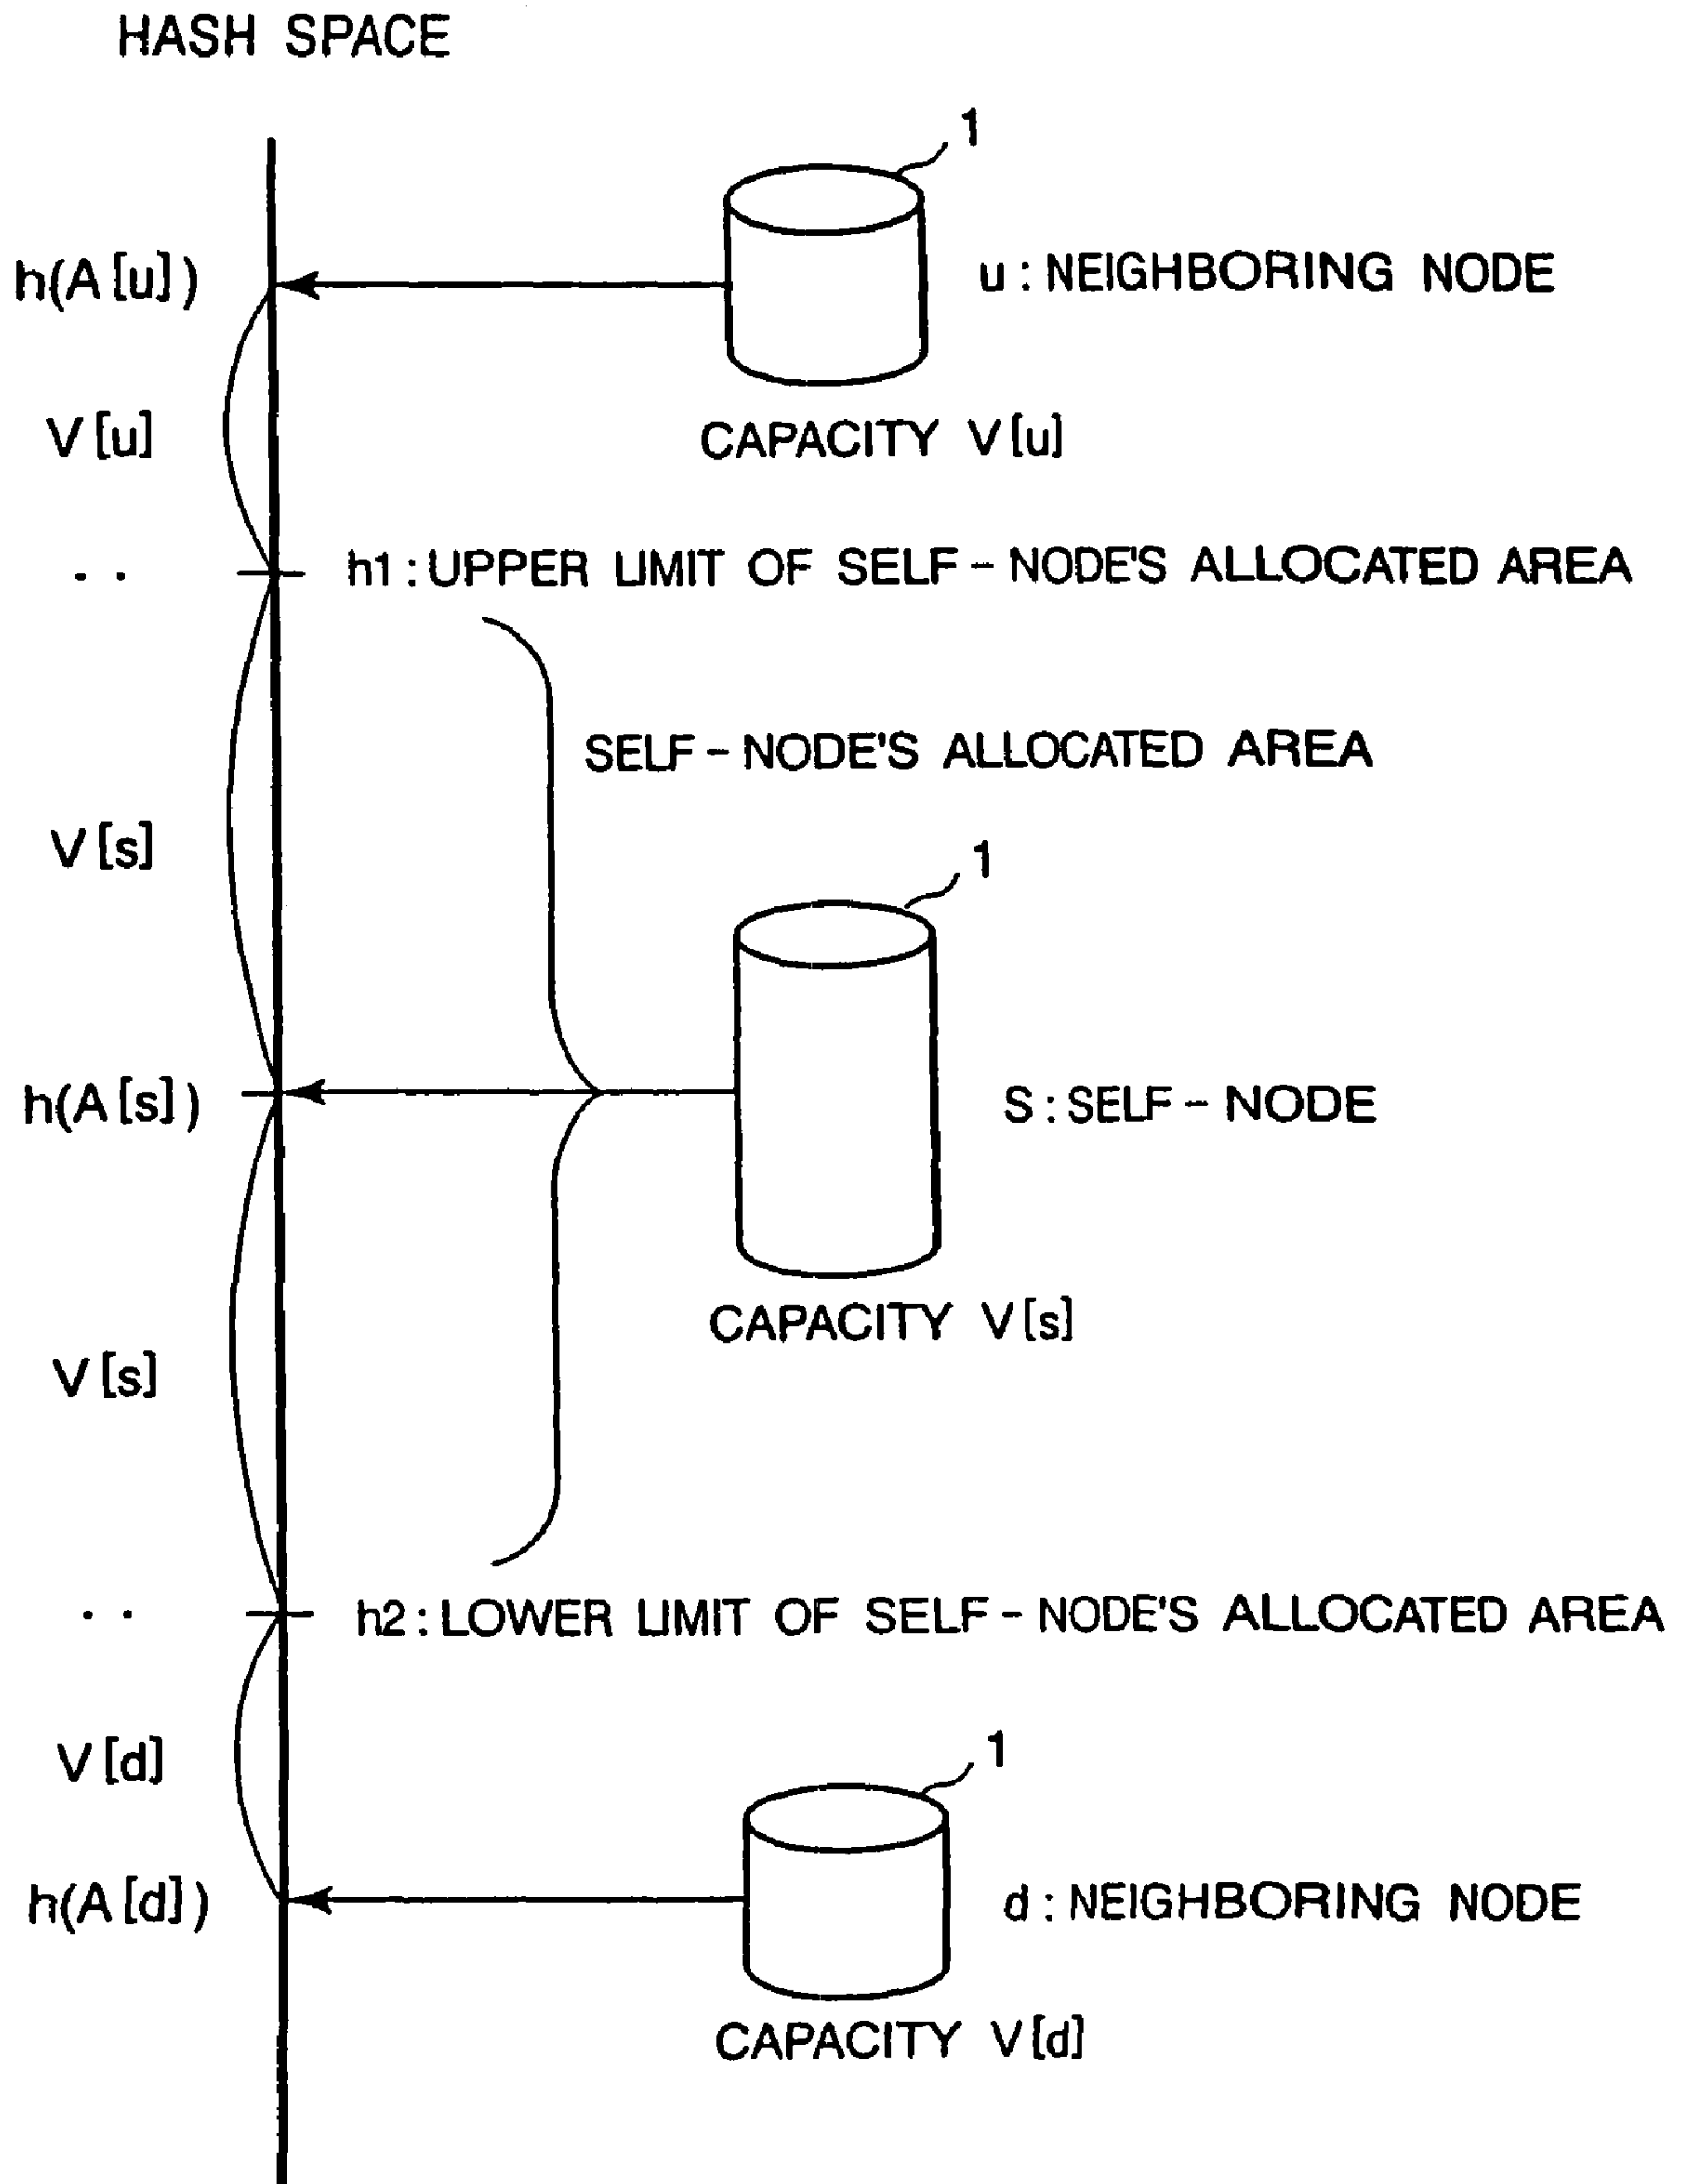 HASH SPACE
1
h(A[u])
u : NEIGHBORING NODE
V[u]
CAPACITY V[u]
. .
h1 : UPPER LIMIT OF SELF-NODE'S ALLOCATED AREA
SELF-NODE'S ALLOCATED AREA
V[s]
1
h(A[s])
S : SELF-NODE
CAPACITY V[s]
V[s]
. .
h2 : LOWER LIMIT OF SELF-NODE'S ALLOCATED AREA
V[d]
1
h(A[d])
d : NEIGHBORING NODE
CAPACITY V[d]